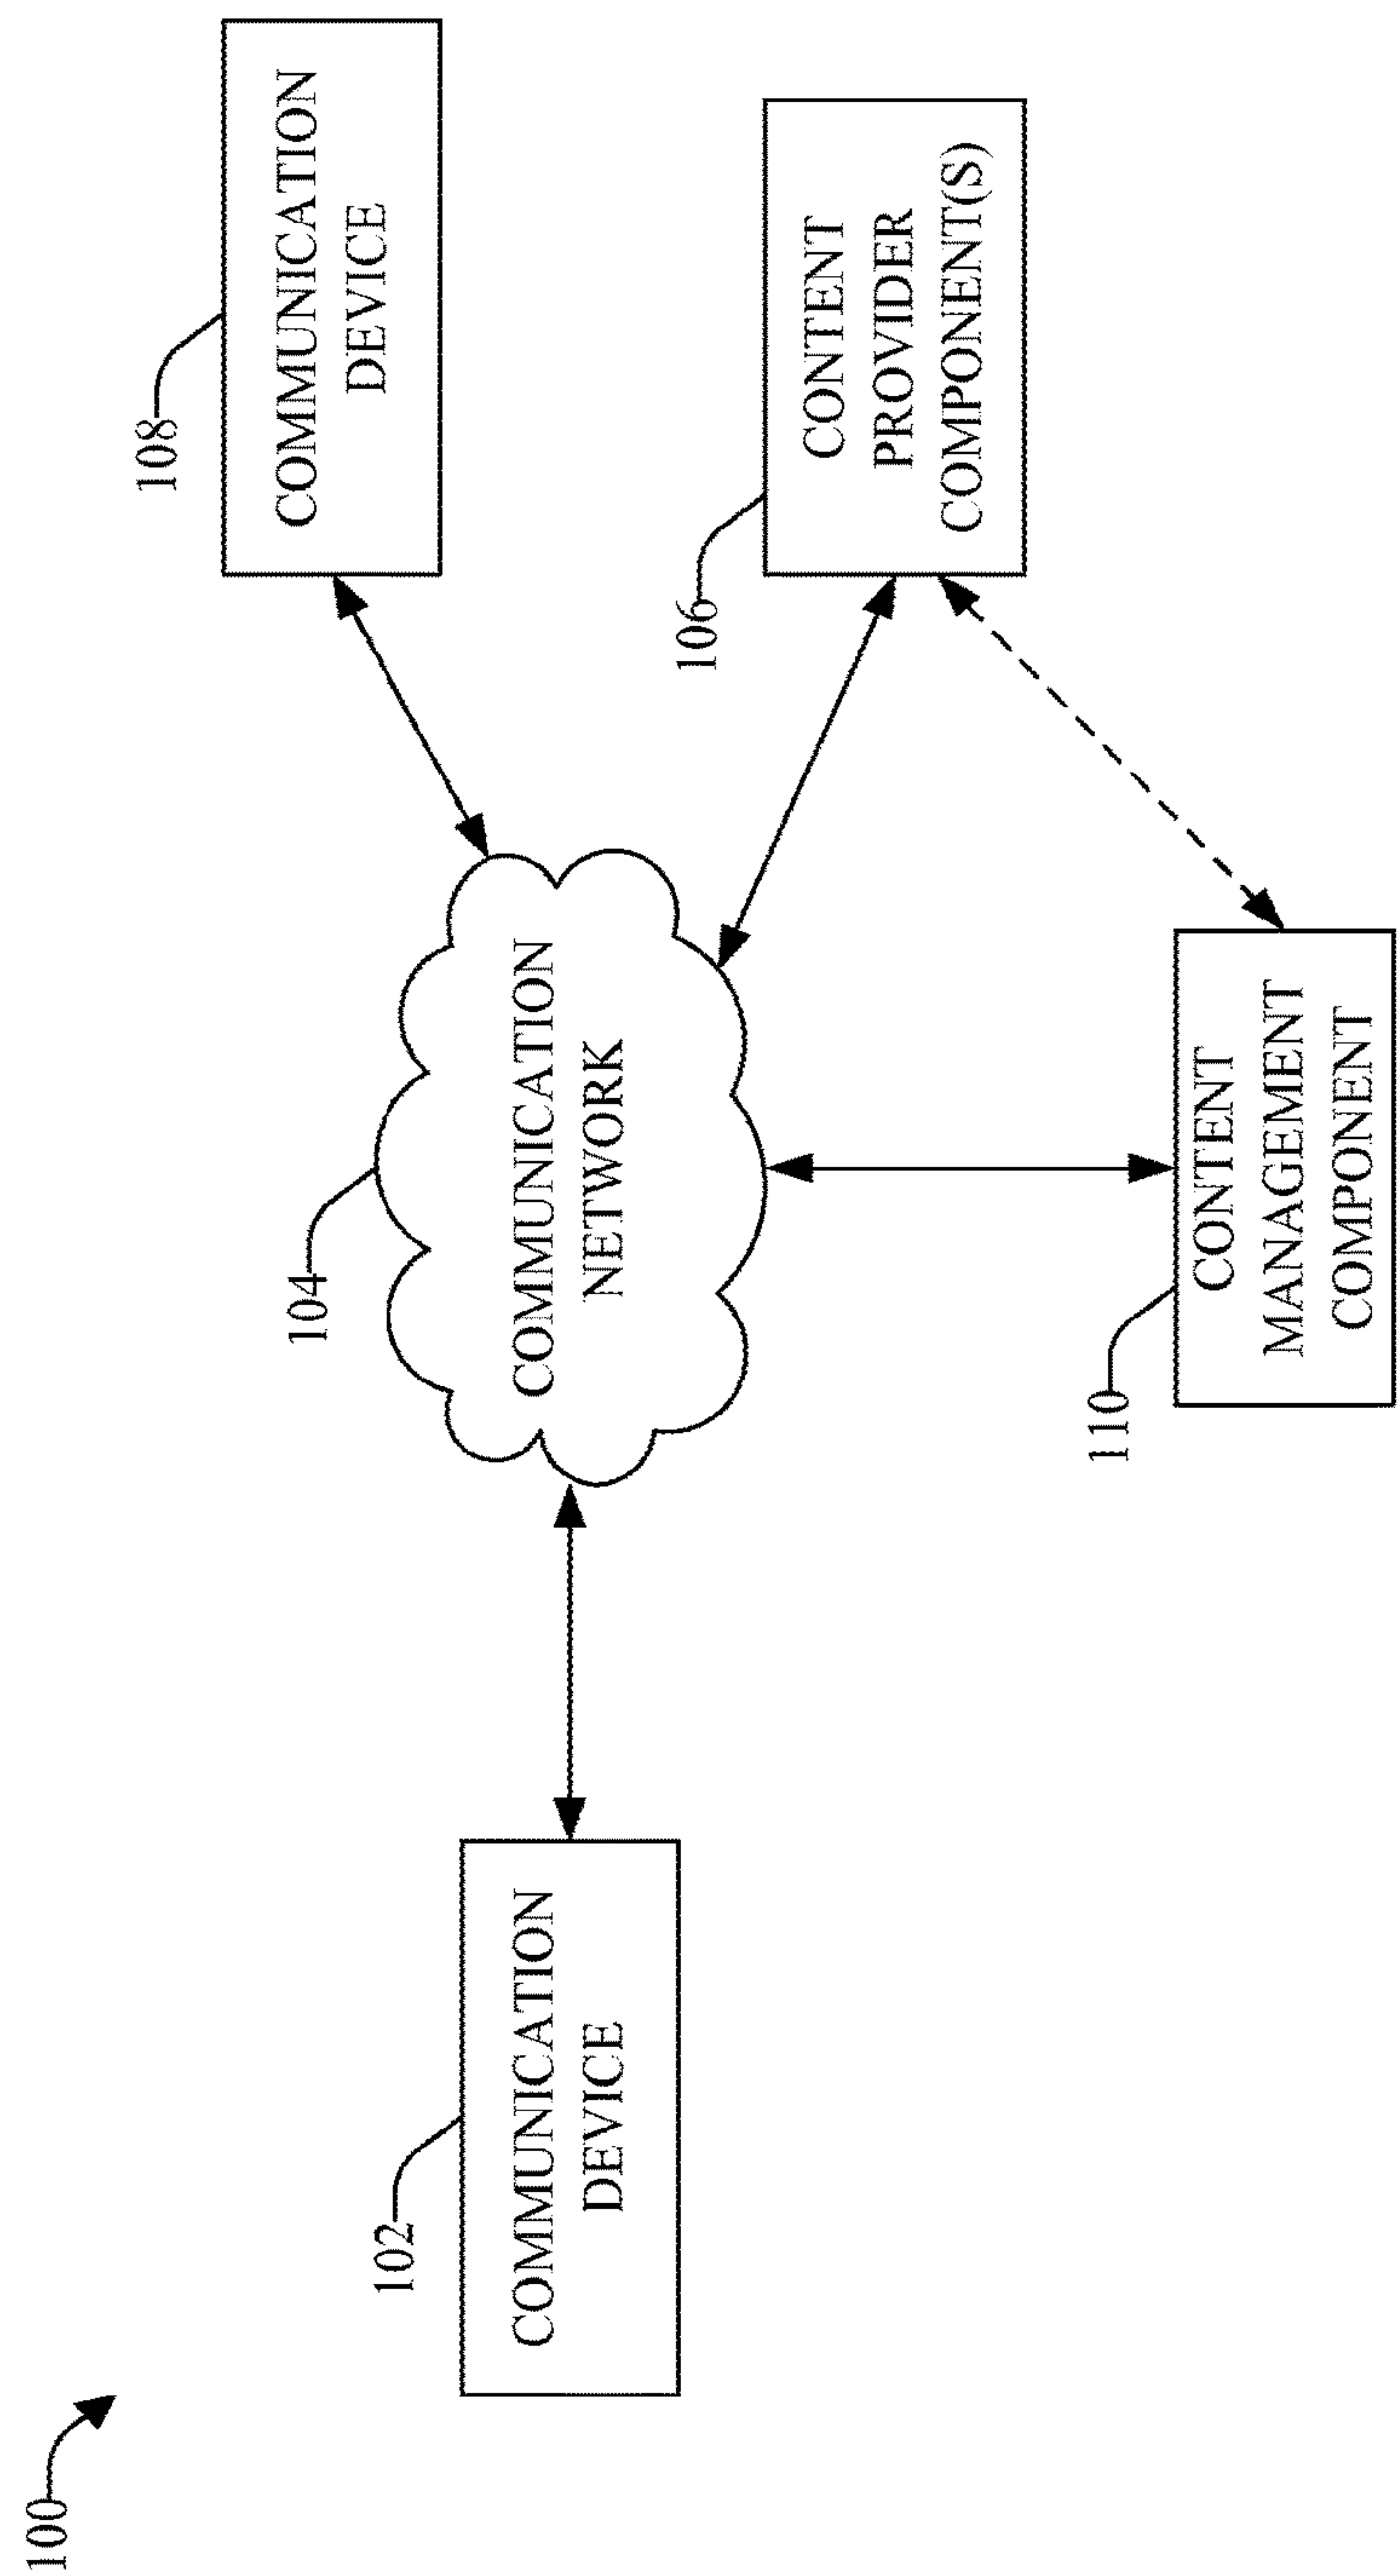 100
108
COMMUNICATION
DEVICE
104
COMMUNICATION
NETWORK
102
COMMUNICATION
DEVICE
106
CONTENT
PROVIDER
COMPONENT(S)
110
CONTENT
MANAGEMENT
COMPONENT